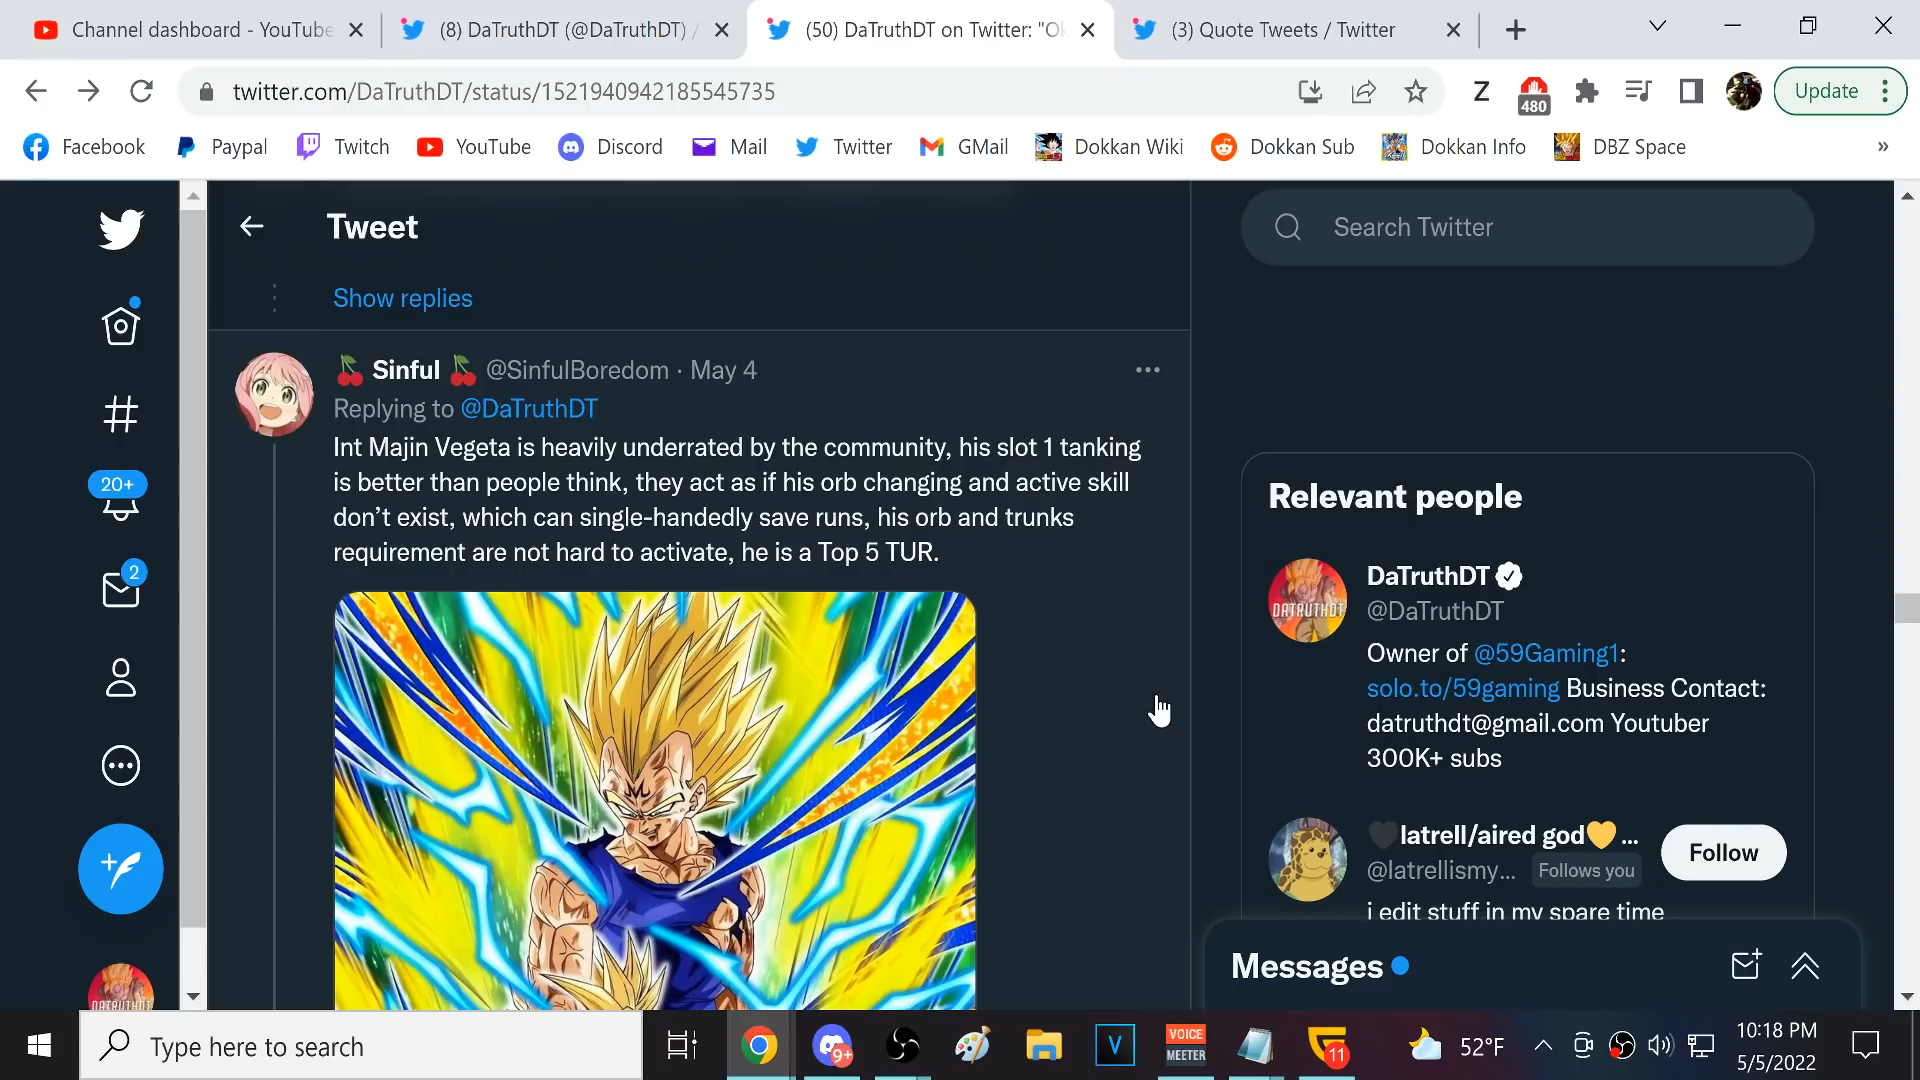 Channel dashboard - YouTube
(8) DaTruthDT (@DaTruthDT) /
(50) DaTruthDT on Twitter: "Ok
(3) Quote Tweets / Twitter
twitter.com/DaTruthDT/status/1521940942185545735
Z
480
Update
Facebook
Paypal
Twitch
YouTube
Discord
Mail
Twitter
GMail
Dokkan Wiki
Dokkan Sub
Dokkan Info
DBZ Space
»
Tweet
Search Twitter
Show replies
🍒 Sinful 🍒 @SinfulBoredom · May 4
Replying to @DaTruthDT
Int Majin Vegeta is heavily underrated by the community, his slot 1 tanking
is better than people think, they act as if his orb changing and active skill
don't exist, which can single-handedly save runs, his orb and trunks
requirement are not hard to activate, he is a Top 5 TUR.
20+
2
Relevant people
DaTruthDT
@DaTruthDT
DATRUTHDT
Owner of @59Gaming1:
solo.to/59gaming Business Contact:
datruthdt@gmail.com Youtuber
300K+ subs
🖤latrell/aired god💛 ...
@latrellismy... Follows you
Follow
i edit stuff in my spare time
Messages
DATRUTHDT
Type here to search
9+
V
VOICE
MEETER
11
52°F
10:18 PM
5/5/2022